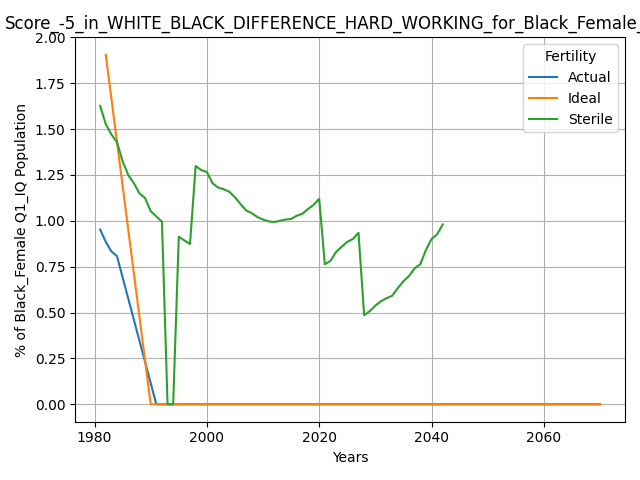 Score_-5_in_WHITE_BLACK_DIFFERENCE_HARD_WORKING_for_Black_Female_
Fertility
Actual
Ideal
Sterile
% of Black_Female Q1_IQ Population
2.00
1.75
1.50
1.25
1.00
0.75
0.50
0.25
0.00
1980 2000 2020 2040 2060
Years